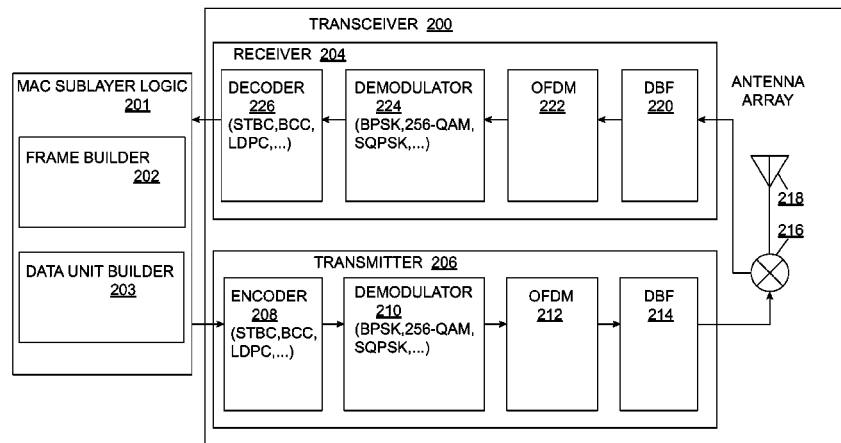 TRANSCEIVER 200
RECEIVER 204
MAC SUBLAYER LOGIC
201
FRAME BUILDER
202
DATA UNIT BUILDER
203
DECODER
226
(STBC,BCC,
LDPC,...)
DEMODULATOR
224
(BPSK,256-QAM,
SQPSK,...)
OFDM
222
DBF
220
ANTENNA
ARRAY
218
216
TRANSMITTER 206
ENCODER
208
(STBC,BCC,
LDPC,...)
DEMODULATOR
210
(BPSK,256-QAM,
SQPSK,...)
OFDM
212
DBF
214